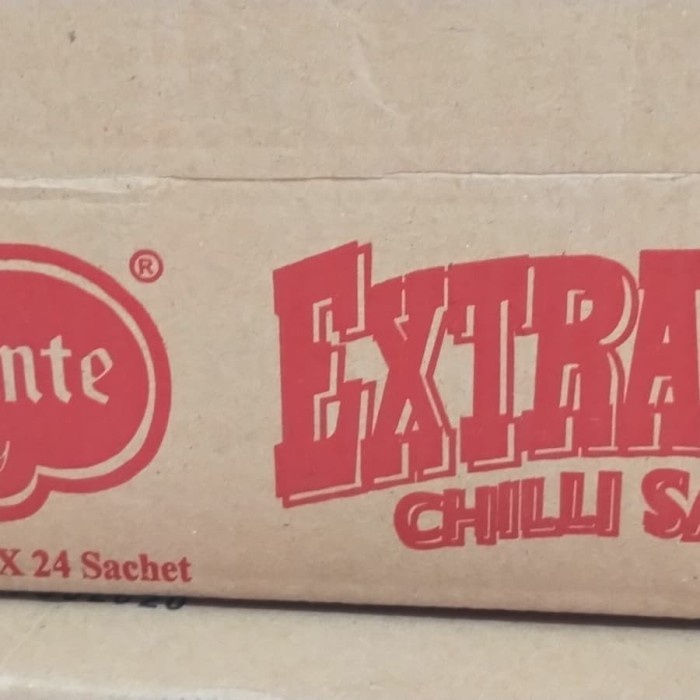 nte ®
EXTRA
CHILLI SA
X 24 Sachet